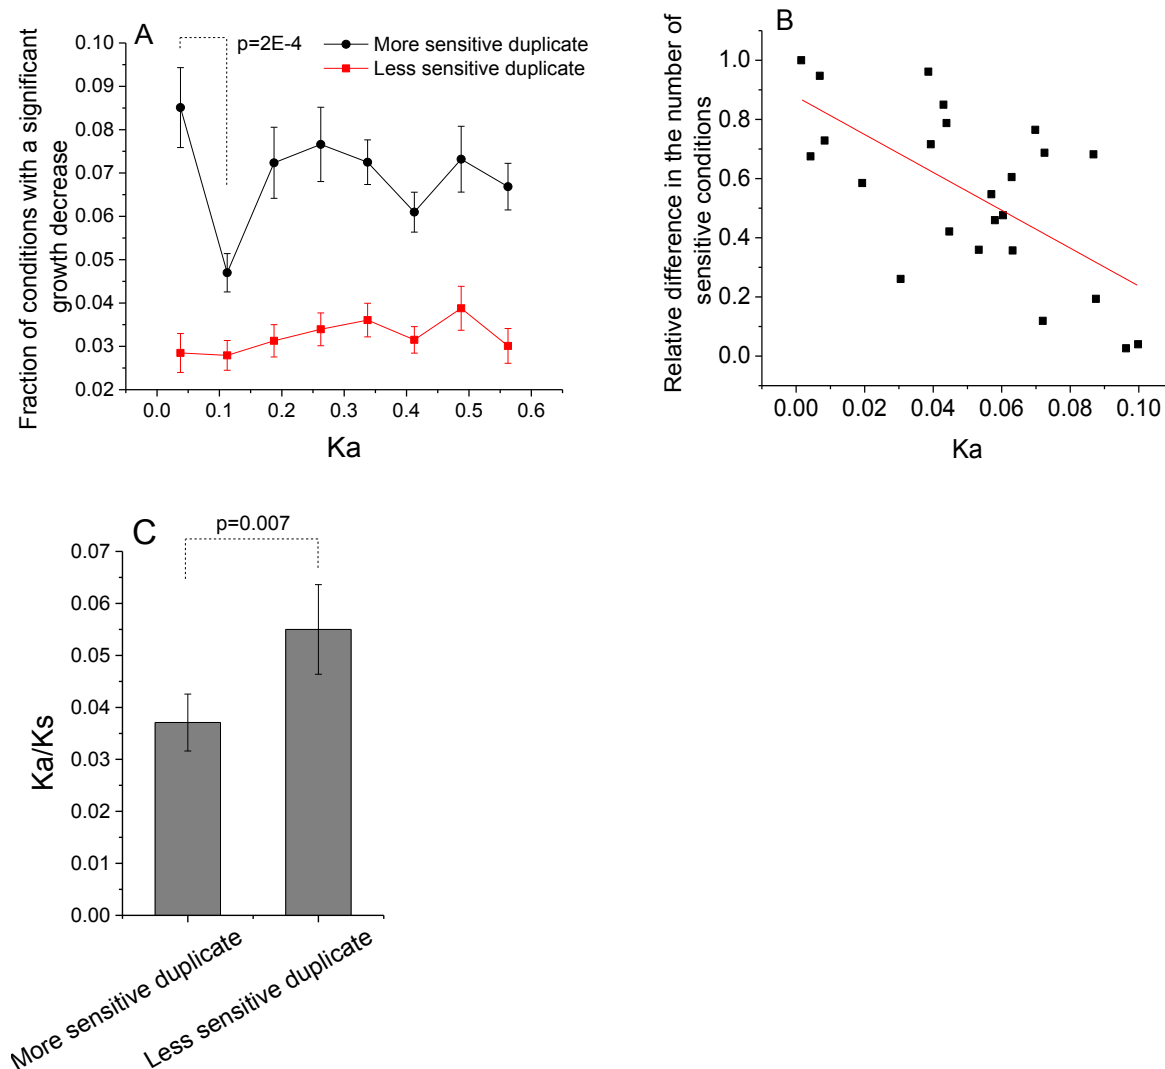 A
p=2E-4
More sensitive duplicate
Less sensitive duplicate
Fraction of conditions with a significant
growth decrease
0.10
0.09
0.08
0.07
0.06
0.05
0.04
0.03
0.02
0.0 0.1 0.2 0.3 0.4 0.5 0.6
Ka
B
Relative difference in the number of
sensitive conditions
1.0
0.8
0.6
0.4
0.2
0.0
0.00 0.02 0.04 0.06 0.08 0.10
Ka
C
p=0.007
Ka/Ks
0.07
0.06
0.05
0.04
0.03
0.02
0.01
0.00
More sensitive duplicate
Less sensitive duplicate